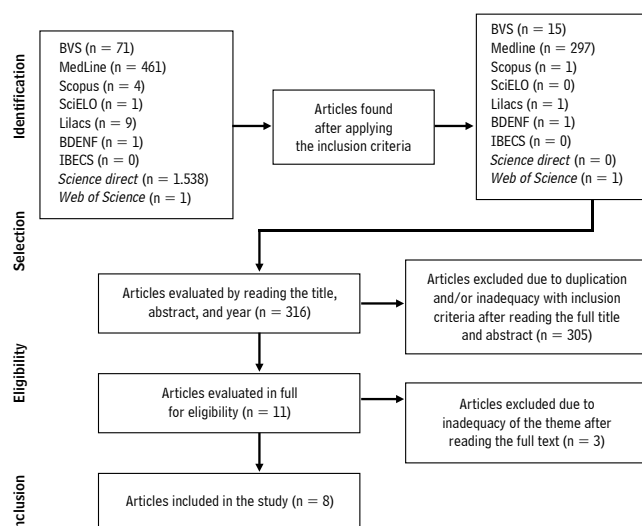 Identification
BVS (n = 71)
MedLine (n = 461)
Scopus (n = 4)
SciELO (n = 1)
Lilacs (n = 9)
BDENF (n = 1)
IBECS (n = 0)
Science direct (n = 1.538)
Web of Science (n = 1)
Articles found
after applying
the inclusion criteria
BVS (n = 15)
Medline (n = 297)
Scopus (n = 1)
SciELO (n = 0)
Lilacs (n = 1)
BDENF (n = 1)
IBECS (n = 0)
Science direct (n = 0)
Web of Science (n = 1)
Selection
Articles evaluated by reading the title,
abstract, and year (n = 316)
Articles excluded due to duplication
and/or inadequacy with inclusion
criteria after reading the full title
and abstract (n = 305)
Eligibility
Articles evaluated in full
for eligibility (n = 11)
Articles excluded due to
inadequacy of the theme after
reading the full text (n = 3)
nclusion
Articles included in the study (n = 8)